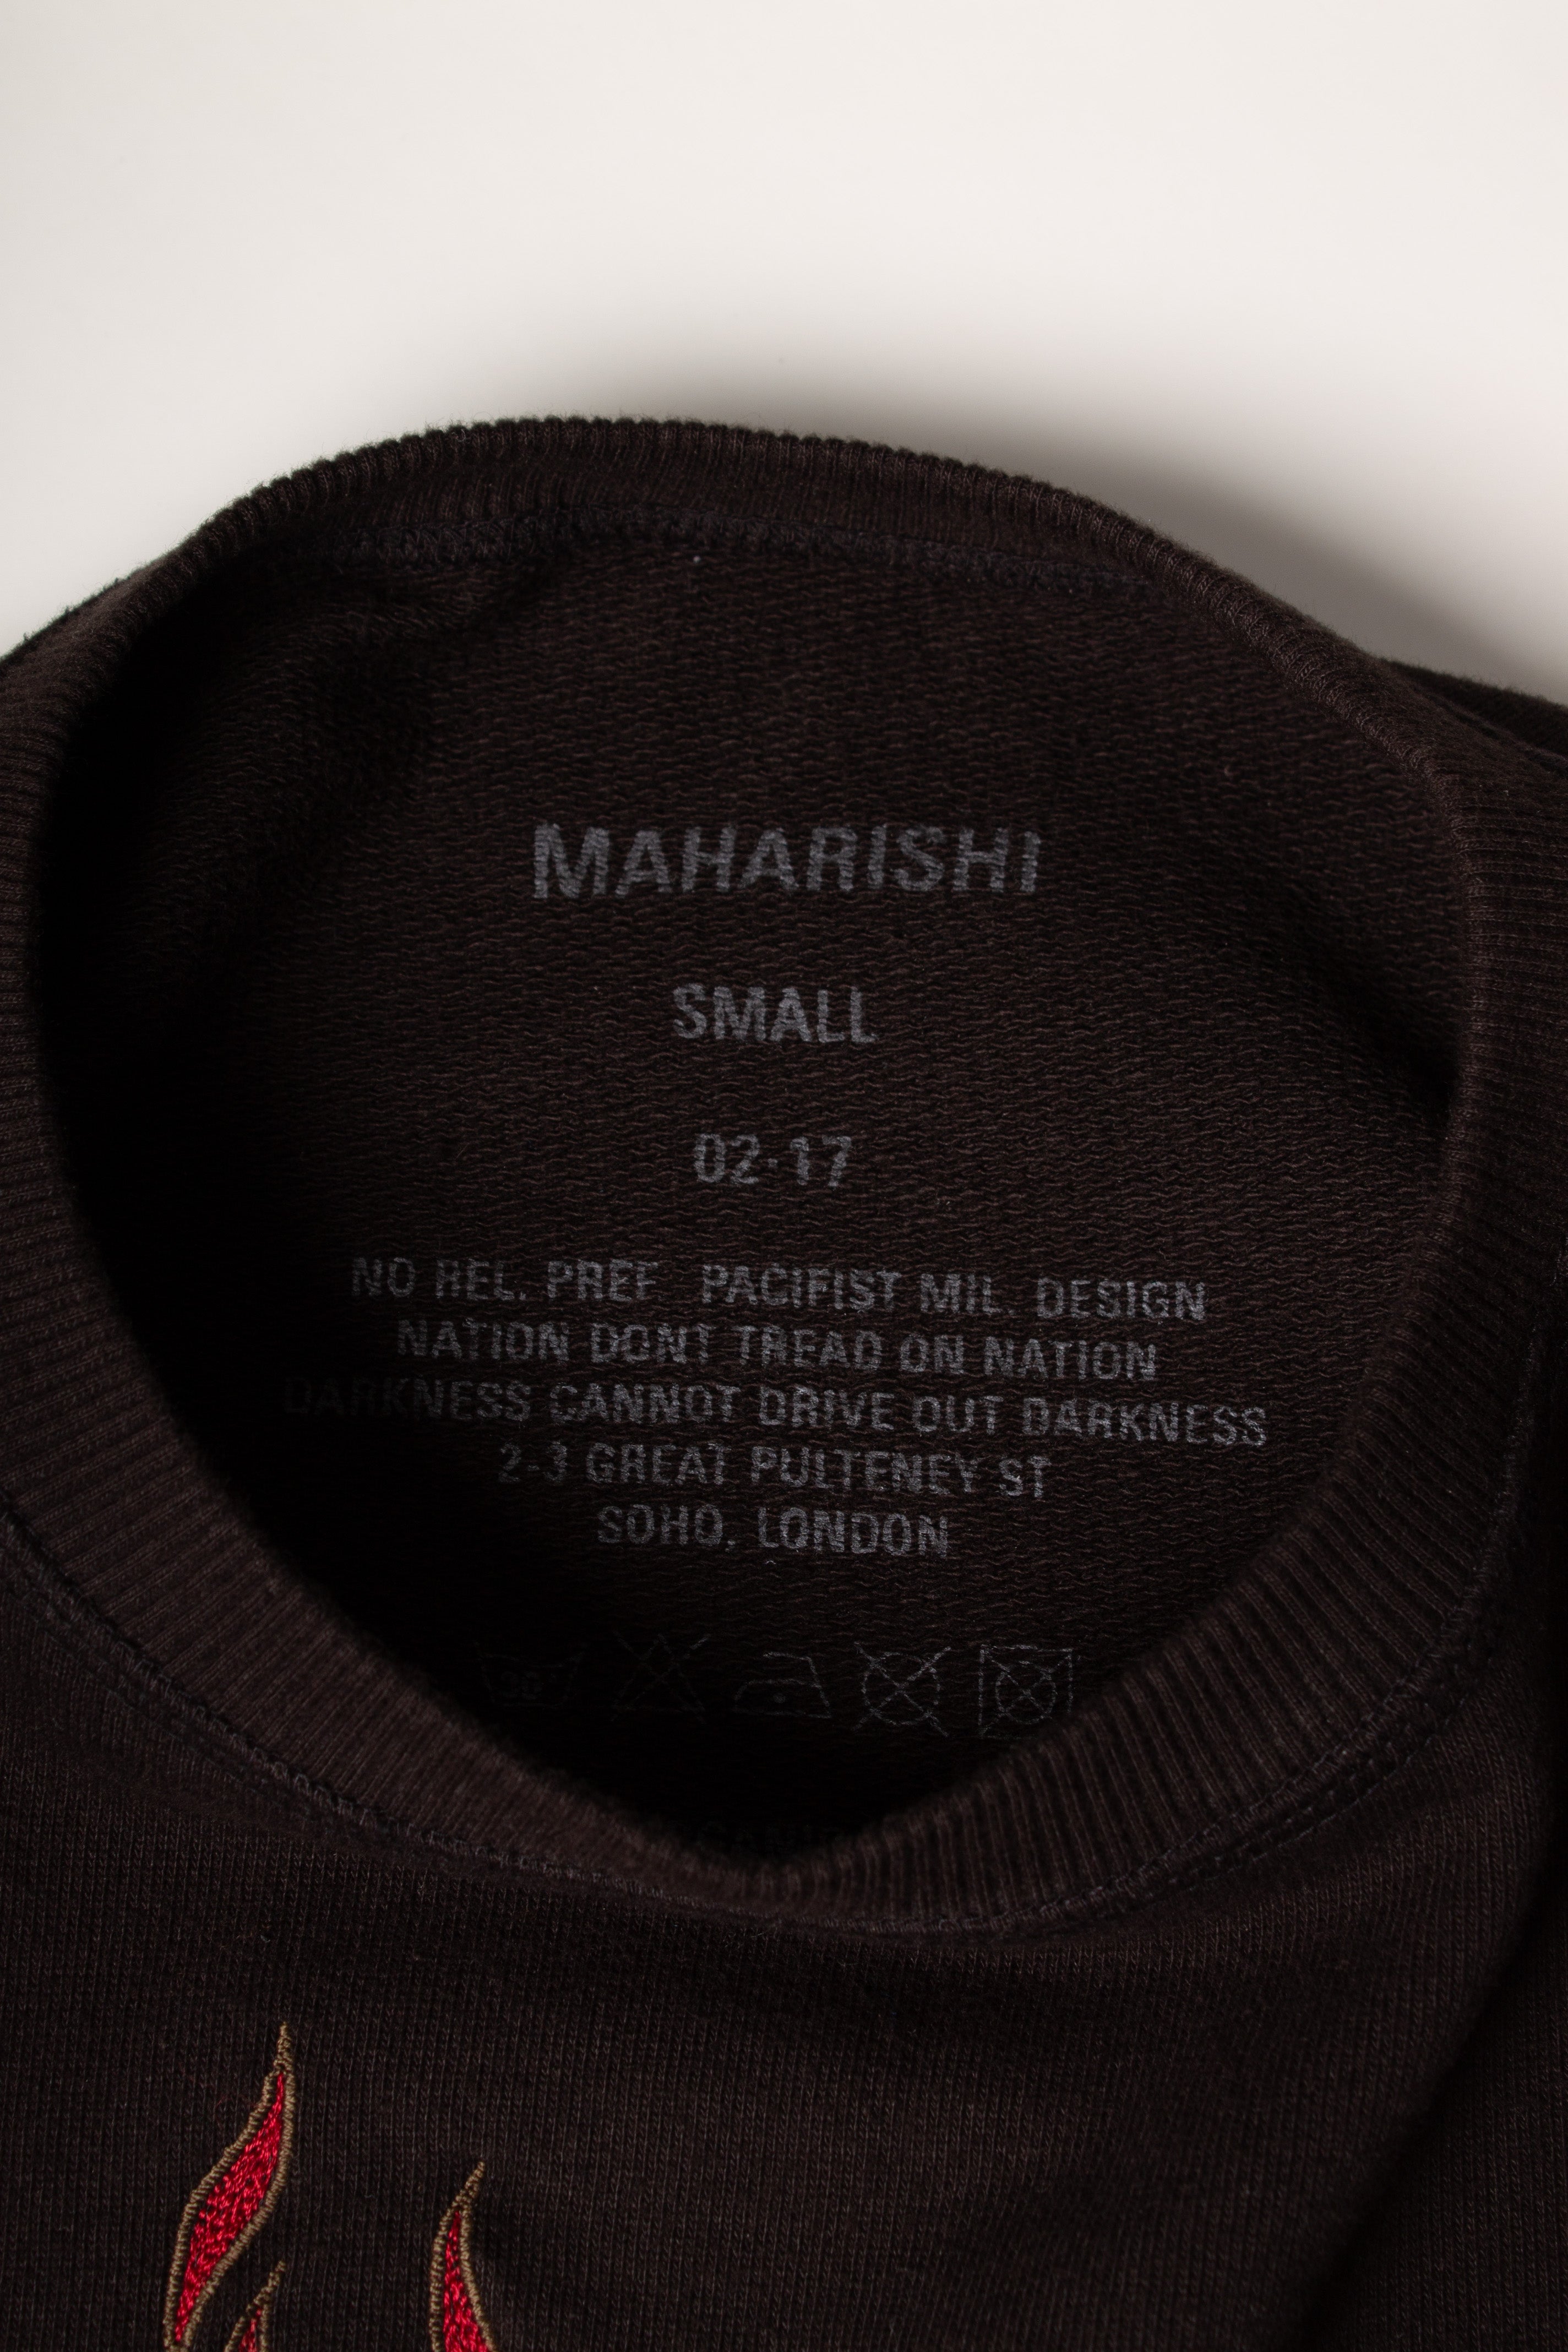 MAHARISHI
SMALL
02-17
NO REL. PREF PACIFIST MIL. DESIGN
NATION DONT TREAD ON NATION
DARKNESS CANNOT DRIVE OUT DARKNESS
2-3 GREAT PULTENEY ST
SOHO, LONDON
30